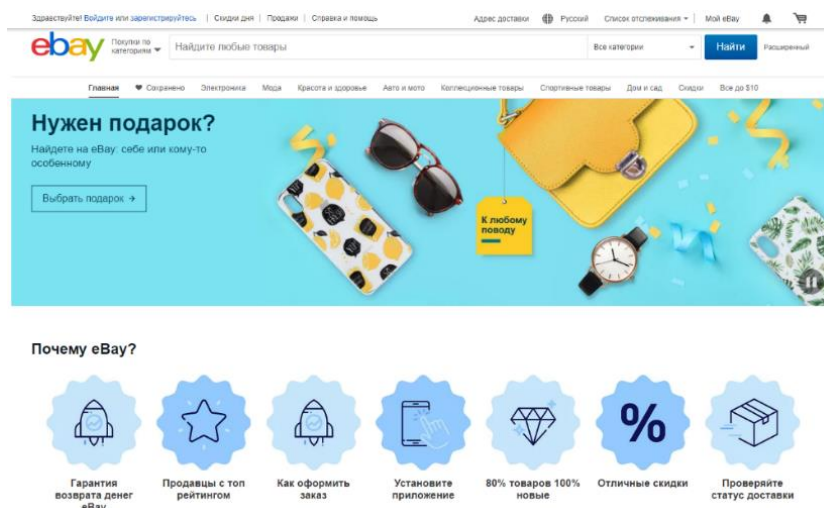 Здравствуйте! Войдите или зарегистрируйтесь | Скидки дня | Продажи | Справка и помощь Адрес доставки Русский Список отслеживания Мой eBay
ebay Покупки по категориям Найдите любые товары Все категории Найти Расширенный
Главная Сохранено Электроника Мода Красота и здоровье Авто и мото Коллекционные товары Спортивные товары Дом и сад Скидки Все до $10
Нужен подарок?
Найдете на eBay: себе или кому-то
особенному
Выбрать подарок →
К любому
поводу
Почему eBay?
%
Гарантия
возврата денег
eBay
Продавцы с топ
рейтингом
Как оформить
заказ
Установите
приложение
80% товаров 100%
новые
Отличные скидки
Проверяйте
статус доставки